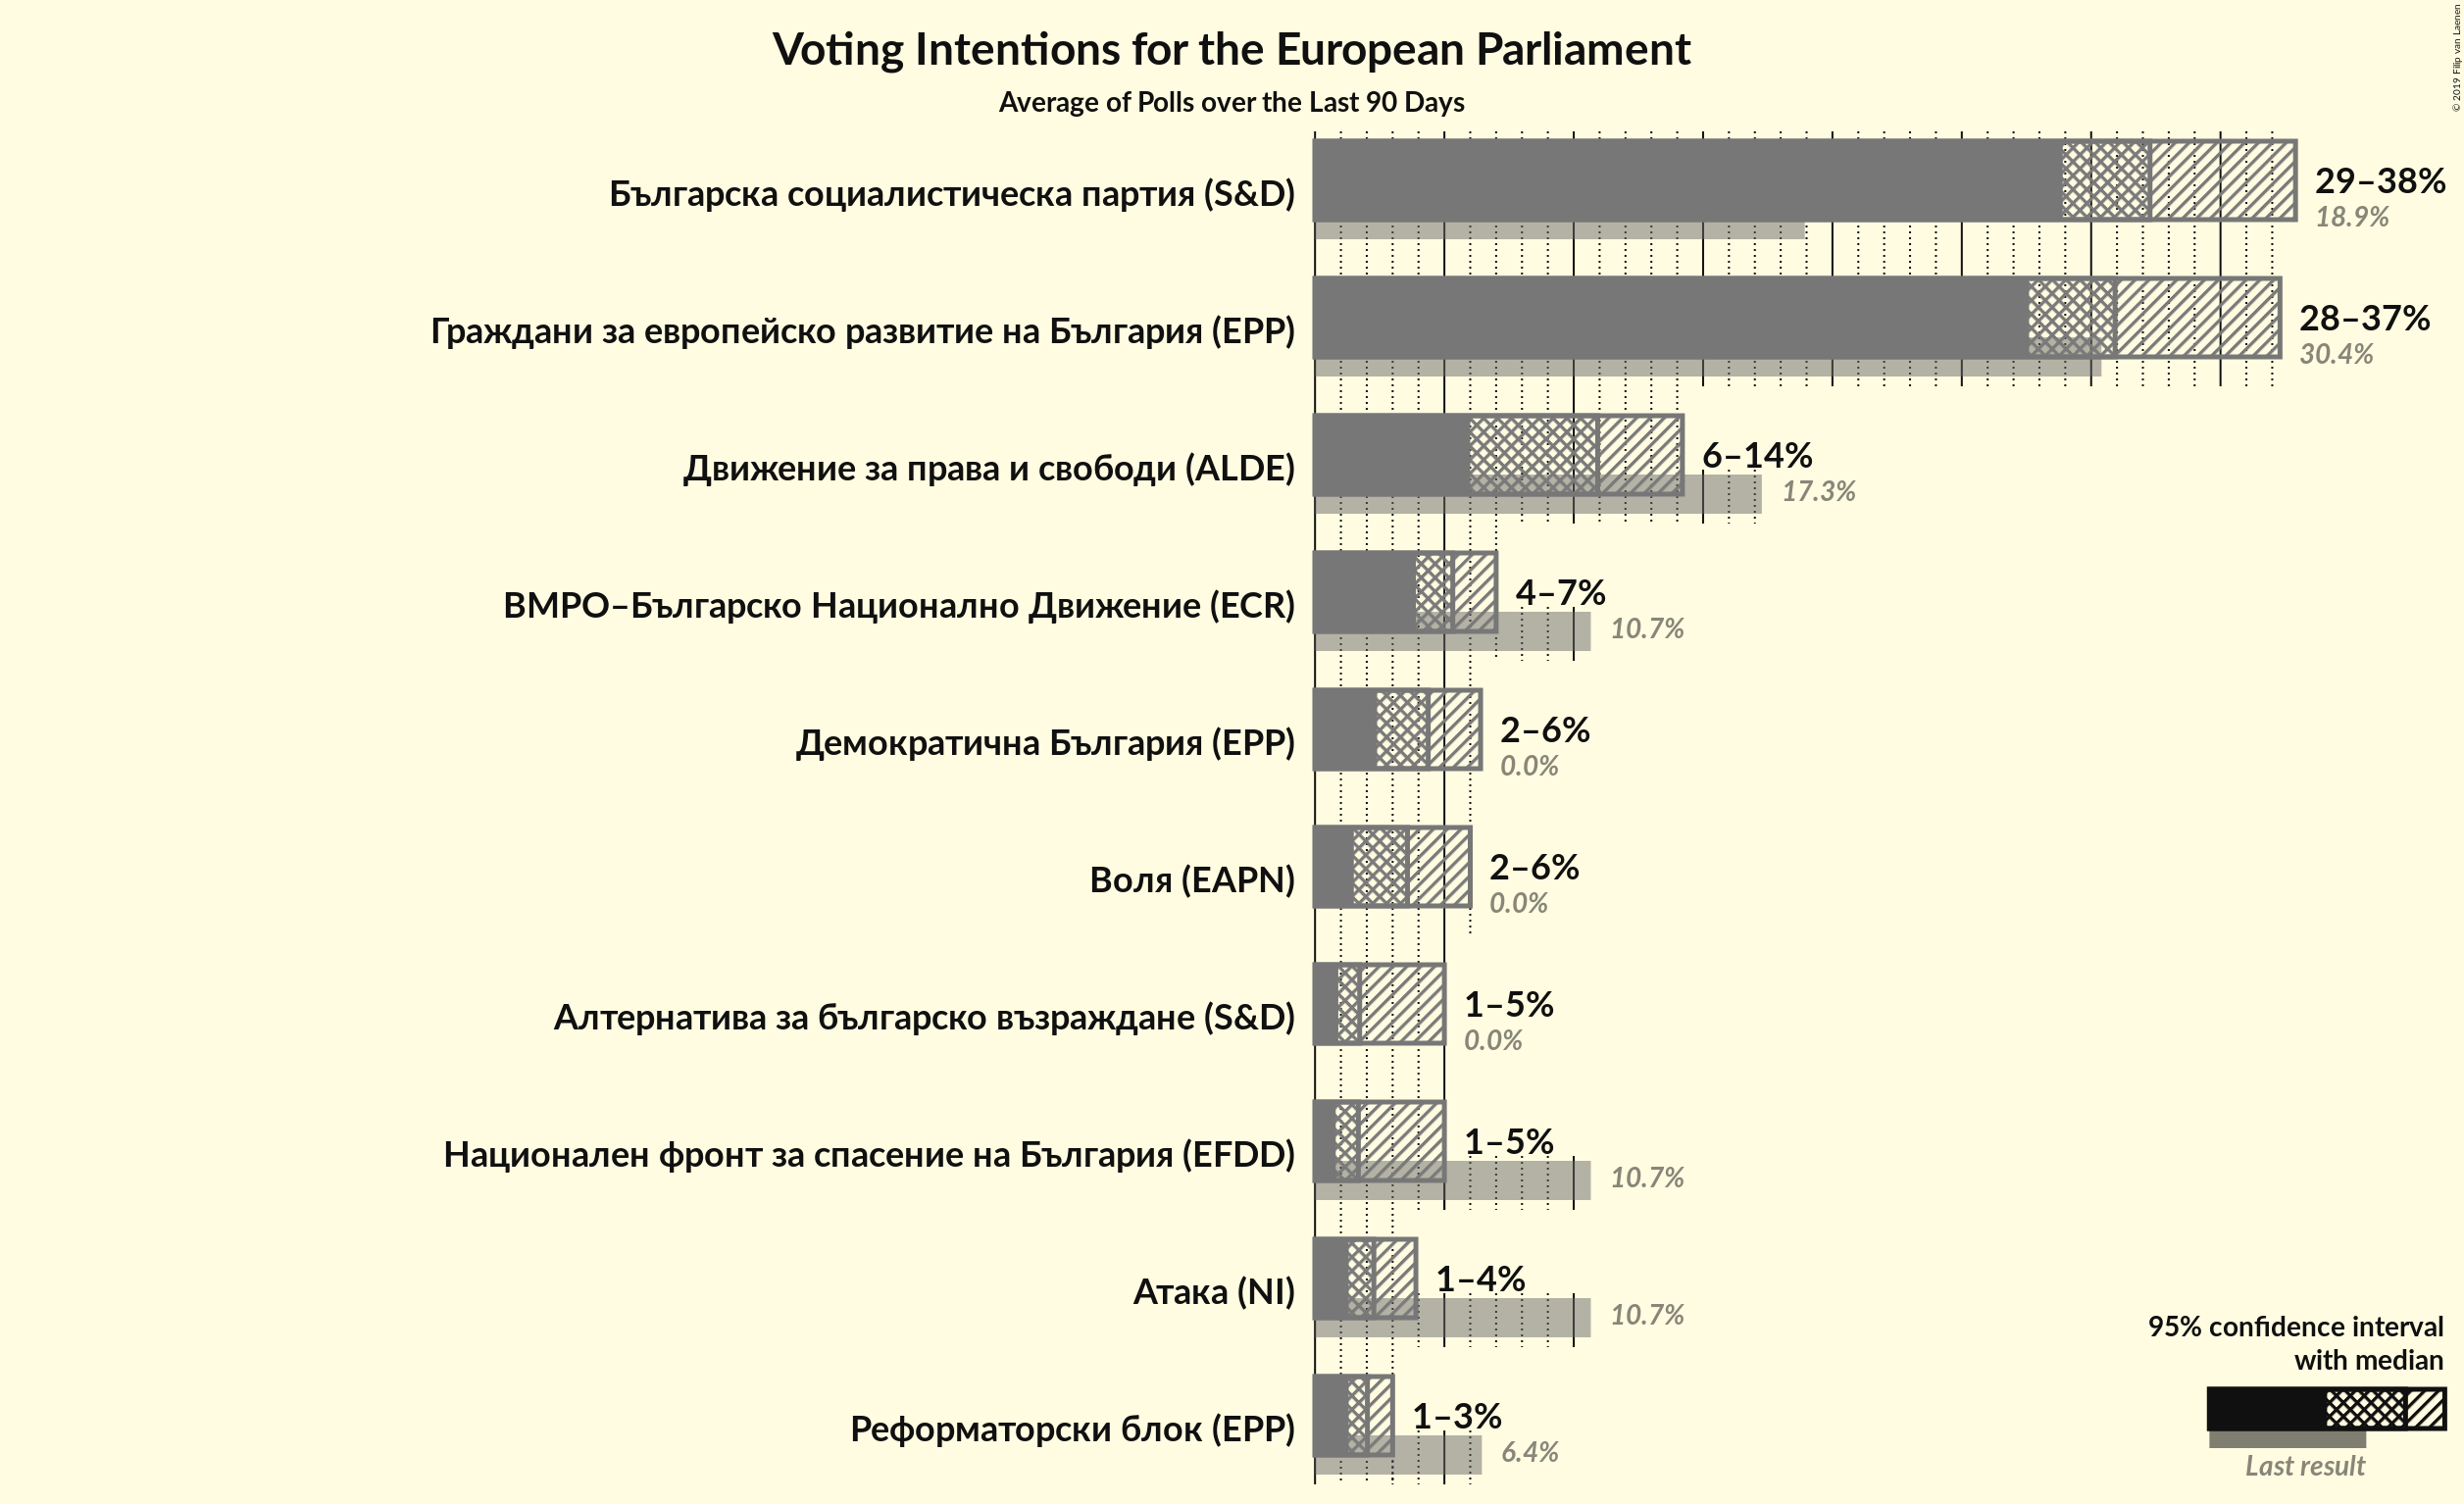 © 2019 Filip van Laenen
Voting Intentions for the European Parliament
Average of Polls over the Last 90 Days
Българска социалистическа партия (S&D)
29–38%
18.9%
Граждани за европейско развитие на България (EPP)
28–37%
30.4%
Движение за права и свободи (ALDE)
6–14%
17.3%
ВМРО–Българско Национално Движение (ECR)
4–7%
10.7%
Демократична България (EPP)
2–6%
0.0%
Воля (EAPN)
2–6%
0.0%
Алтернатива за българско възраждане (S&D)
1–5%
0.0%
Национален фронт за спасение на България (EFDD)
1–5%
10.7%
Атака (NI)
1–4%
10.7%
Реформаторски блок (EPP)
1–3%
6.4%
95% confidence interval
with median
Last result